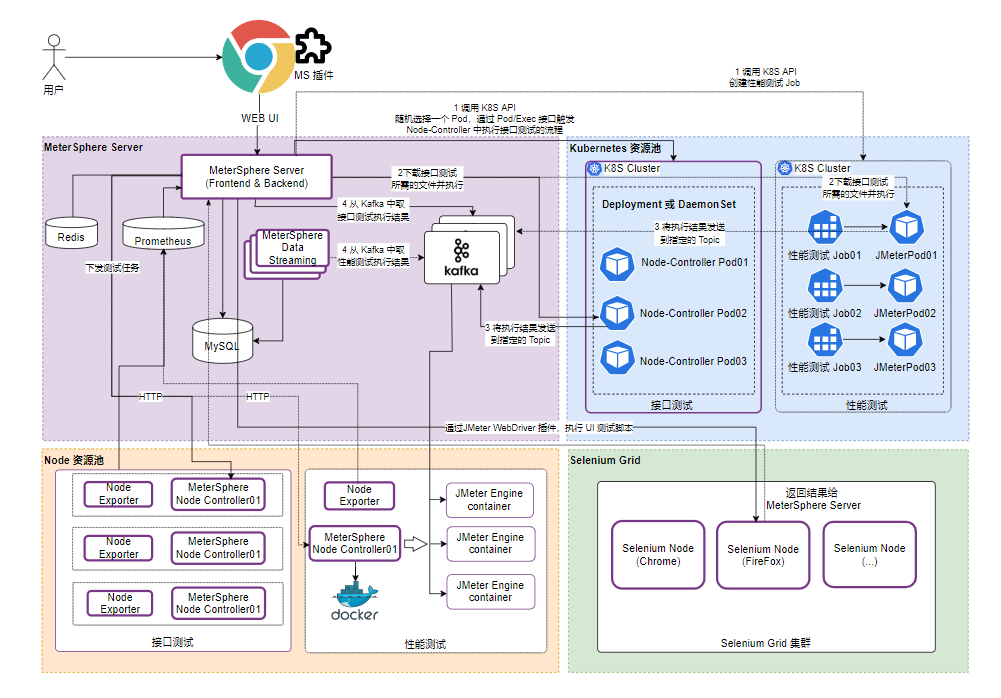 用户
MS 插件
WEB UI
1 调用 K8S API
创建性能测试 Job
1 调用 K8S API
随机选择一个 Pod，通过 Pod/Exec 接口触发
Node-Controller 中执行接口测试的流程
MeterSphere Server
MeterSphere Server
(Frontend & Backend)
2下载接口测试
所需的文件并执行
4 从 Kafka 中取
接口测试执行结果
Redis
Prometheus
MeterSphere
Data
Streaming
4 从 Kafka 中取
性能测试执行结果
kafka
下发测试任务
MySQL
3 将执行结果发送
到指定的 Topic
HTTP
HTTP
Kubernetes 资源池
K8S Cluster
Deployment 或 DaemonSet
3 将执行结果发送
到指定的 Topic
Node-Controller Pod01
Node-Controller Pod02
Node-Controller Pod03
接口测试
K8S Cluster
2下载接口测试
所需的文件并执行
性能测试 Job01
JMeterPod01
性能测试 Job02
JMeterPod02
性能测试 Job03
JMeterPod03
性能测试
通过JMeter WebDriver 插件，执行 UI 测试脚本
Node 资源池
Node
Exporter
MeterSphere
Node Controller01
Node
Exporter
MeterSphere
Node Controller01
Node
Exporter
MeterSphere
Node Controller01
接口测试
Node
Exporter
MeterSphere
Node Controller01
docker
JMeter Engine
container
JMeter Engine
container
JMeter Engine
container
性能测试
Selenium Grid
返回结果给
MeterSphere Server
Selenium Node
(Chrome)
Selenium Node
(FireFox)
Selenium Node
(...)
Selenium Grid 集群